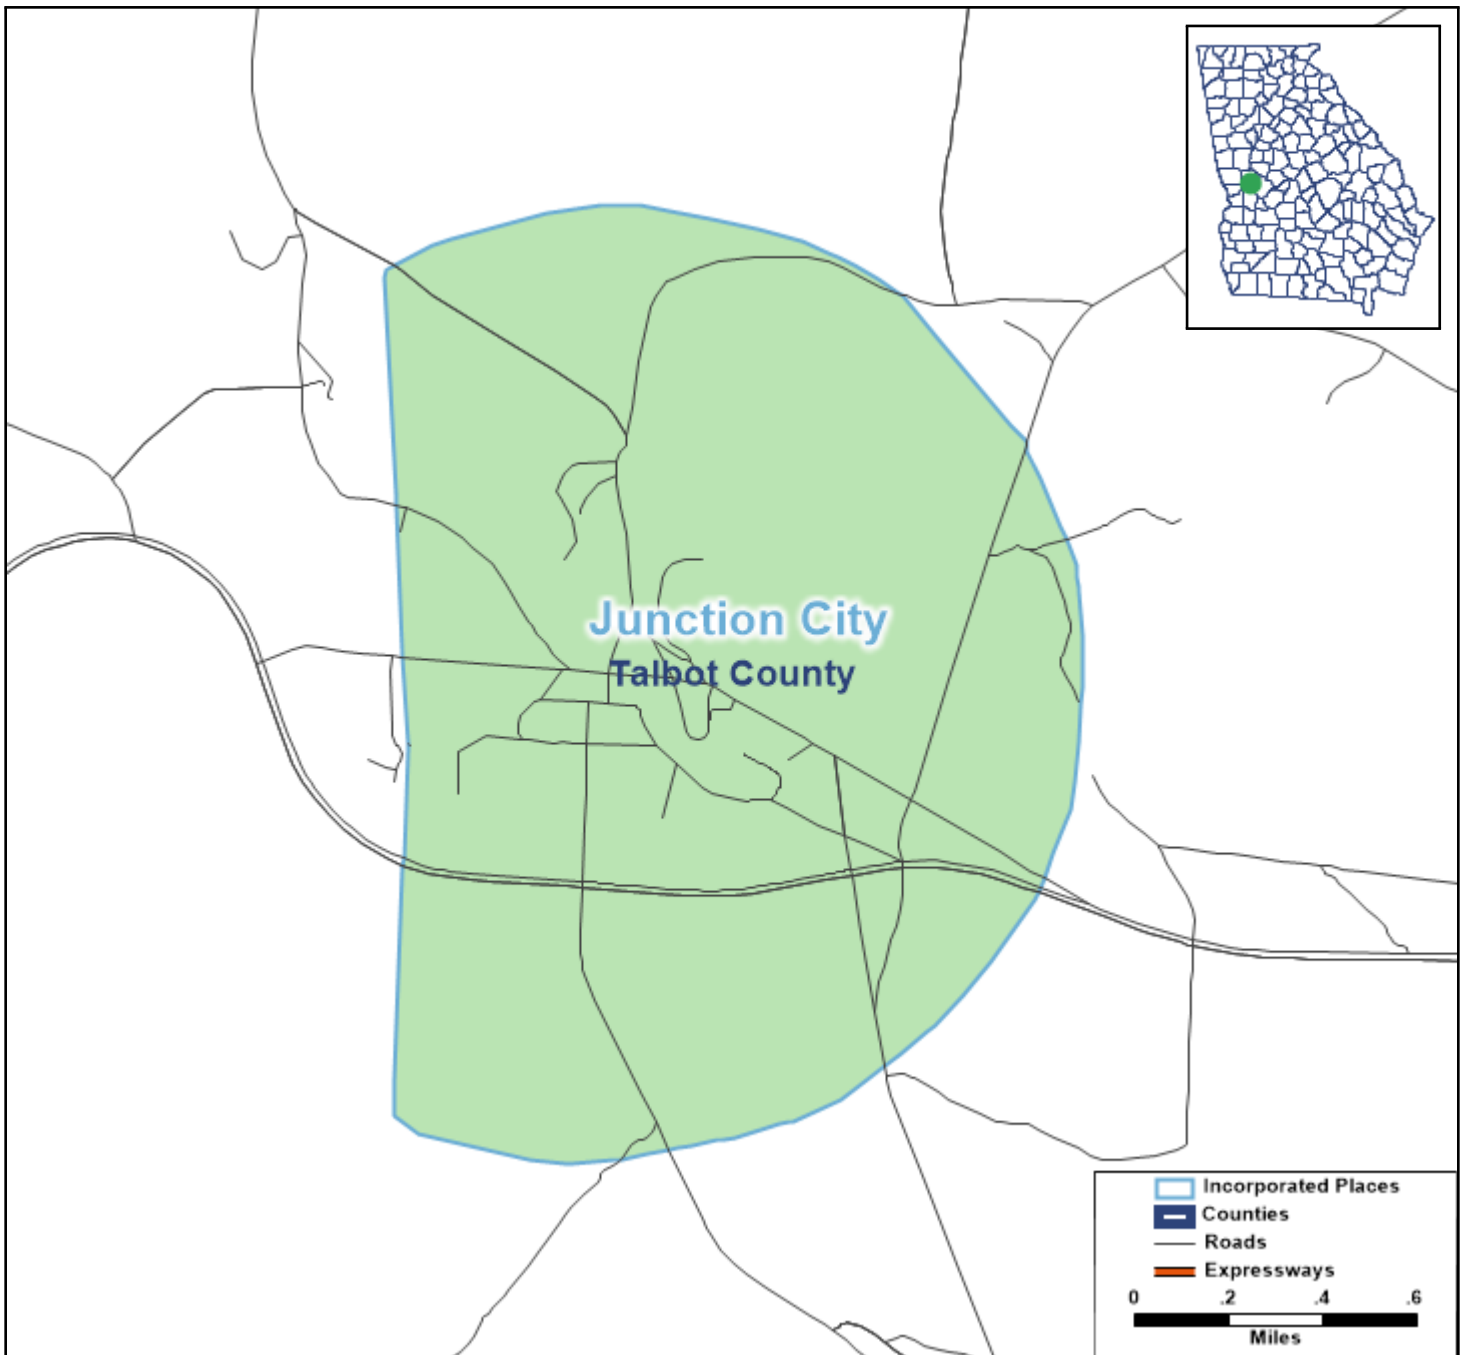 Junction City
Talbot County
Incorporated Places
Counties
Roads
Expressways
0 .2 .4 .6
Miles